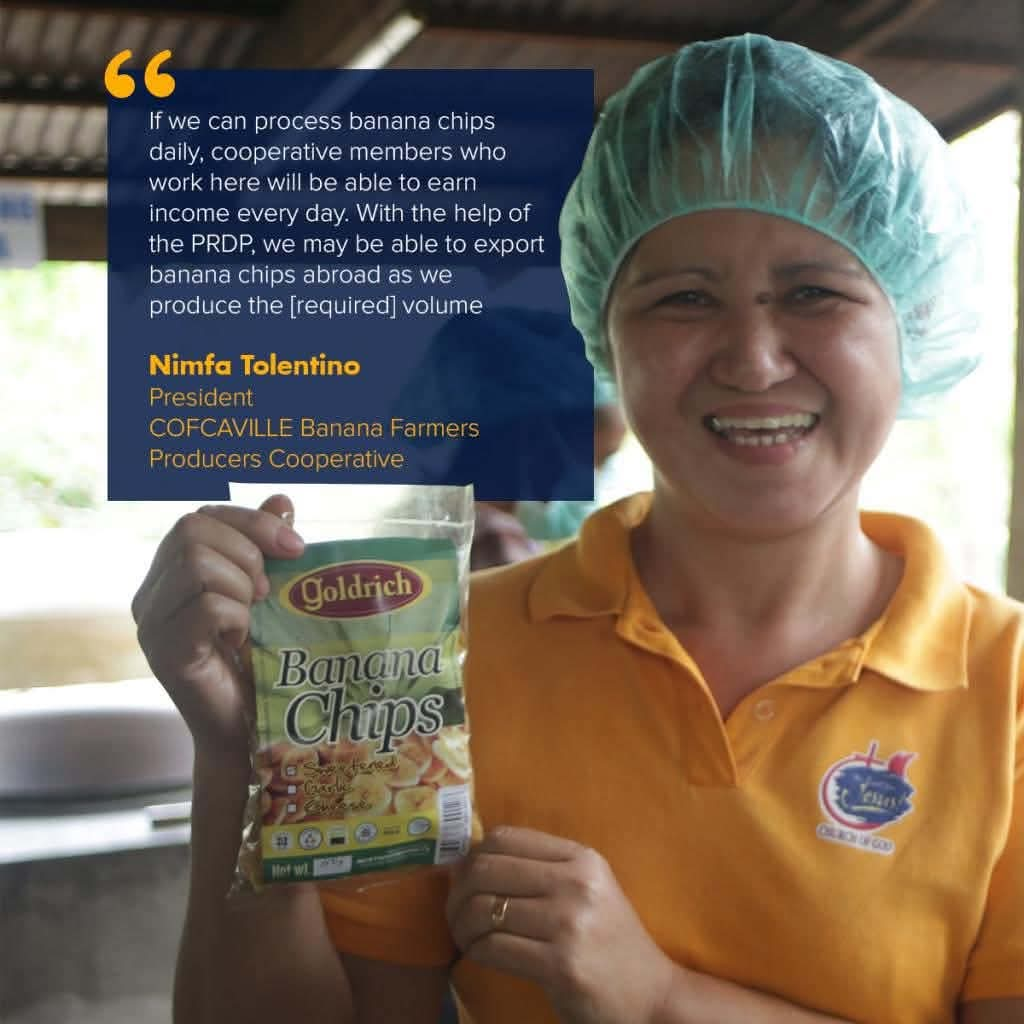 If we can process banana chips
daily, cooperative members who
work here will be able to earn
income every day. With the help of
the PRDP, we may be able to export
banana chips abroad as we
produce the [required] volume
Nimfa Tolentino
President
COFCAVILLE Banana Farmers
Producers Cooperative
goldrich
Banana
Chips
Sweetened
Garlic
Cheese
Net wt.
Jesus
CHURCH OF GOD